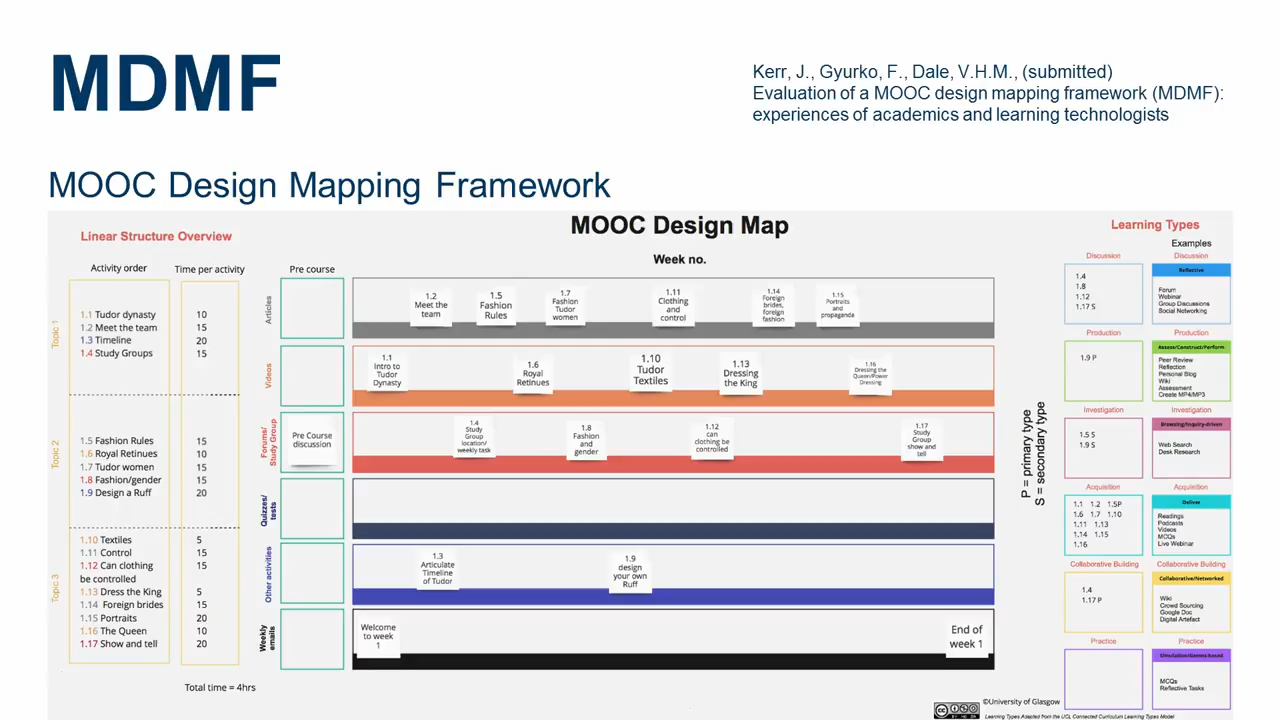 MDMF
Kerr, J., Gyurko, F., Dale, V.H.M., (submitted)
Evaluation of a MOOC design mapping framework (MDMF):
experiences of academics and learning technologists
MOOC Design Mapping Framework
MOOC Design Map
Week no.
Linear Structure Overview
Activity order
Time per activity
Topic 1
1.1 Tudor dynasty 10
1.2 Meet the team 15
1.3 Timeline 20
1.4 Study Groups 15
Topic 2
1.5 Fashion Rules 15
1.6 Royal Retinues 10
1.7 Tudor women 15
1.8 Fashion/gender 15
1.9 Design a Ruff 20
Topic 3
1.10 Textiles 5
1.11 Control 15
1.12 Can clothing 15
be controlled
1.13 Dress the King 5
1.14 Foreign brides 15
1.15 Portraits 20
1.16 The Queen 10
1.17 Show and tell 20
Total time = 4hrs
Pre course
Articles
1.2
Meet the
team
1.5
Fashion
Rules
1.7
Fashion
Tudor
women
1.11
Clothing
and
control
1.14
Foreign
brides,
foreign
fashion
1.15
Portraits
and
propaganda
Videos
1.1
Intro to
Tudor
Dynasty
1.6
Royal
Retinues
1.10
Tudor
Textiles
1.13
Dressing
the King
1.16
Dressing the
Queen/Power
Dressing
Forums/
Study Group
Pre Course
discussion
1.4
Study
Group
location/
weekly task
1.8
Fashion
and
gender
1.12
can
clothing be
controlled
1.17
Study
Group
show and
tell
Quizzes/
tests
Other activities
1.3
Articulate
Timeline
of Tudor
1.9
design
your own
Ruff
Weekly
emails
Welcome
to week
1
End of
week 1
P = primary type
S = secondary type
Learning Types
Examples
Discussion
1.4
1.8
1.12
1.17 S
Discussion
Reflective
Forum
Webinar
Group Discussions
Social Networking
Production
1.9 P
Production
Assess/Construct/Perform
Peer Review
Reflection
Personal Blog
Wiki
Assessment
Create MP4/MP3
Investigation
1.5 S
1.9 S
Investigation
Browsing/Inquiry-driven
Web Search
Desk Research
Acquisition
1.1 1.2 1.5P
1.6 1.7 1.10
1.11 1.13
1.14 1.15
1.16
Acquisition
Deliver
Readings
Podcasts
Videos
MCQs
Live Webinar
Collaborative Building
1.4
1.17 P
Collaborative Building
Collaborative/Networked
Wiki
Crowd Sourcing
Google Doc
Digital Artefact
Practice
Practice
Simulation/Games-based
MCQs
Reflective Tasks
©University of Glasgow
Learning Types Adapted from the UCL Connected Curriculum Learning Types Model